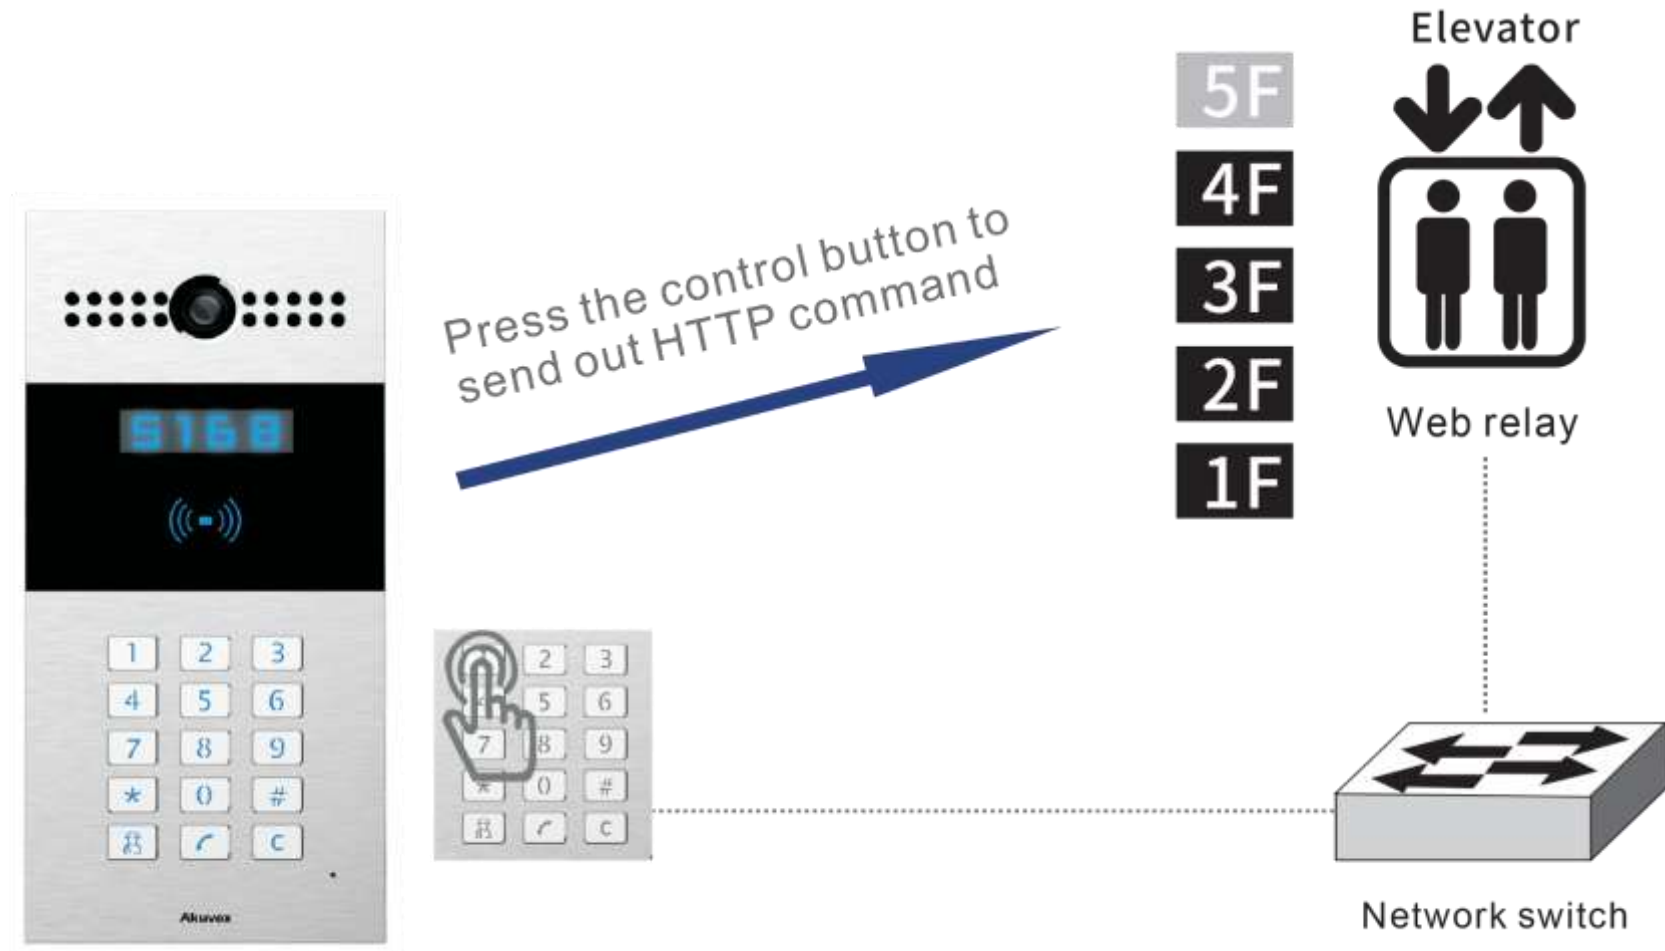 Elevator
5F
4F
3F
2F
1F
Press the control button to
send out HTTP command
Web relay
5168
1 2 3
4 5 6
7 8 9
* 0 #
C
Akuvox
2 3
5 6
7 8 9
* 0 #
C
Network switch